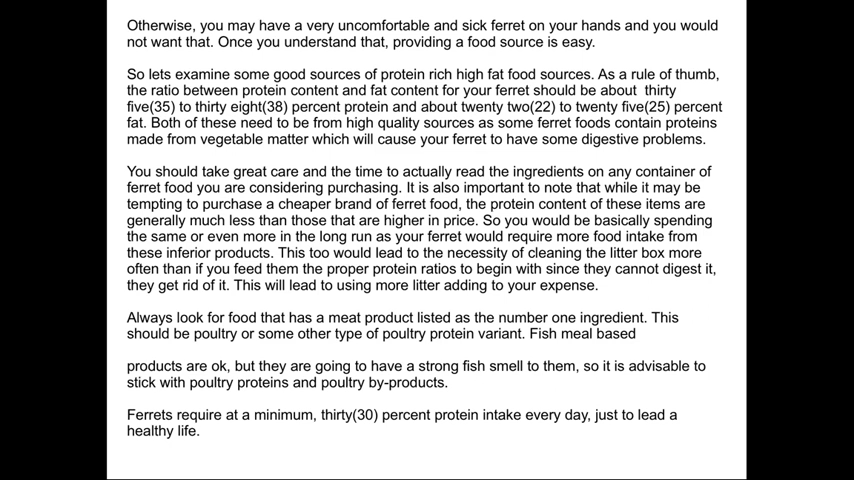 Otherwise, you may have a very uncomfortable and sick ferret on your hands and you would
not want that. Once you understand that, providing a food source is easy.
So lets examine some good sources of protein rich high fat food sources. As a rule of thumb,
the ratio between protein content and fat content for your ferret should be about  thirty
five(35) to thirty eight(38) percent protein and about twenty two(22) to twenty five(25) percent
fat. Both of these need to be from high quality sources as some ferret foods contain proteins
made from vegetable matter which will cause your ferret to have some digestive problems.
You should take great care and the time to actually read the ingredients on any container of
ferret food you are considering purchasing. It is also important to note that while it may be
tempting to purchase a cheaper brand of ferret food, the protein content of these items are
generally much less than those that are higher in price. So you would be basically spending
the same or even more in the long run as your ferret would require more food intake from
these inferior products. This too would lead to the necessity of cleaning the litter box more
often than if you feed them the proper protein ratios to begin with since they cannot digest it,
they get rid of it. This will lead to using more litter adding to your expense.
Always look for food that has a meat product listed as the number one ingredient. This
should be poultry or some other type of poultry protein variant. Fish meal based
products are ok, but they are going to have a strong fish smell to them, so it is advisable to
stick with poultry proteins and poultry by-products.
Ferrets require at a minimum, thirty(30) percent protein intake every day, just to lead a
healthy life.